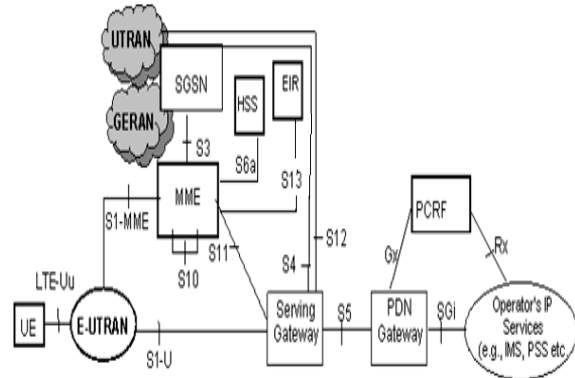 UTRAN
SGSN
GERAN
HSS
EIR
S3
S6a
S13
MME
S1-MME
S10
S11
S4
S12
PCRF
Gx
Rx
LTE-Uu
UE
E-UTRAN
S1-U
Serving
Gateway
S5
PDN
Gateway
SGi
Operator's IP
Services
(e.g., IMS, PSS etc.